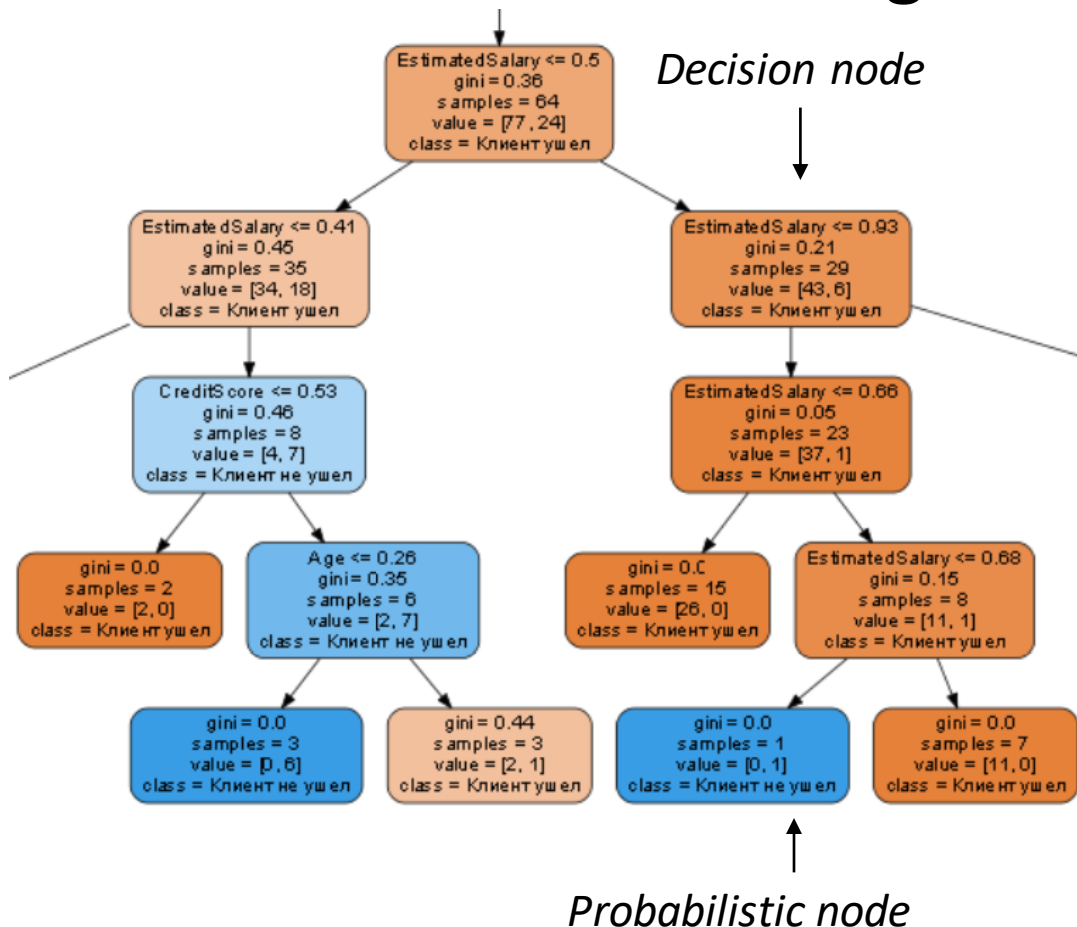 g
EstimatedSalary <= 0.5
gini = 0.36
samples = 64
value = [77, 24]
class = Клиент ушел
Decision node
EstimatedSalary <= 0.41
gini = 0.45
samples = 35
value = [34, 18]
class = Клиент ушел
EstimatedSalary <= 0.93
gini = 0.21
samples = 29
value = [43, 6]
class = Клиент ушел
CreditScore <= 0.53
gini = 0.46
samples = 8
value = [4, 7]
class = Клиент не ушел
EstimatedSalary <= 0.66
gini = 0.05
samples = 23
value = [37, 1]
class = Клиент ушел
gini = 0.0
samples = 2
value = [2, 0]
class = Клиент ушел
Age <= 0.26
gini = 0.35
samples = 6
value = [2, 7]
class = Клиент не ушел
gini = 0.0
samples = 15
value = [26, 0]
class = Клиент ушел
EstimatedSalary <= 0.68
gini = 0.15
samples = 8
value = [11, 1]
class = Клиент ушел
gini = 0.0
samples = 3
value = [0, 6]
class = Клиент не ушел
gini = 0.44
samples = 3
value = [2, 1]
class = Клиент ушел
gini = 0.0
samples = 1
value = [0, 1]
class = Клиент не ушел
gini = 0.0
samples = 7
value = [11, 0]
class = Клиент ушел
Probabilistic node